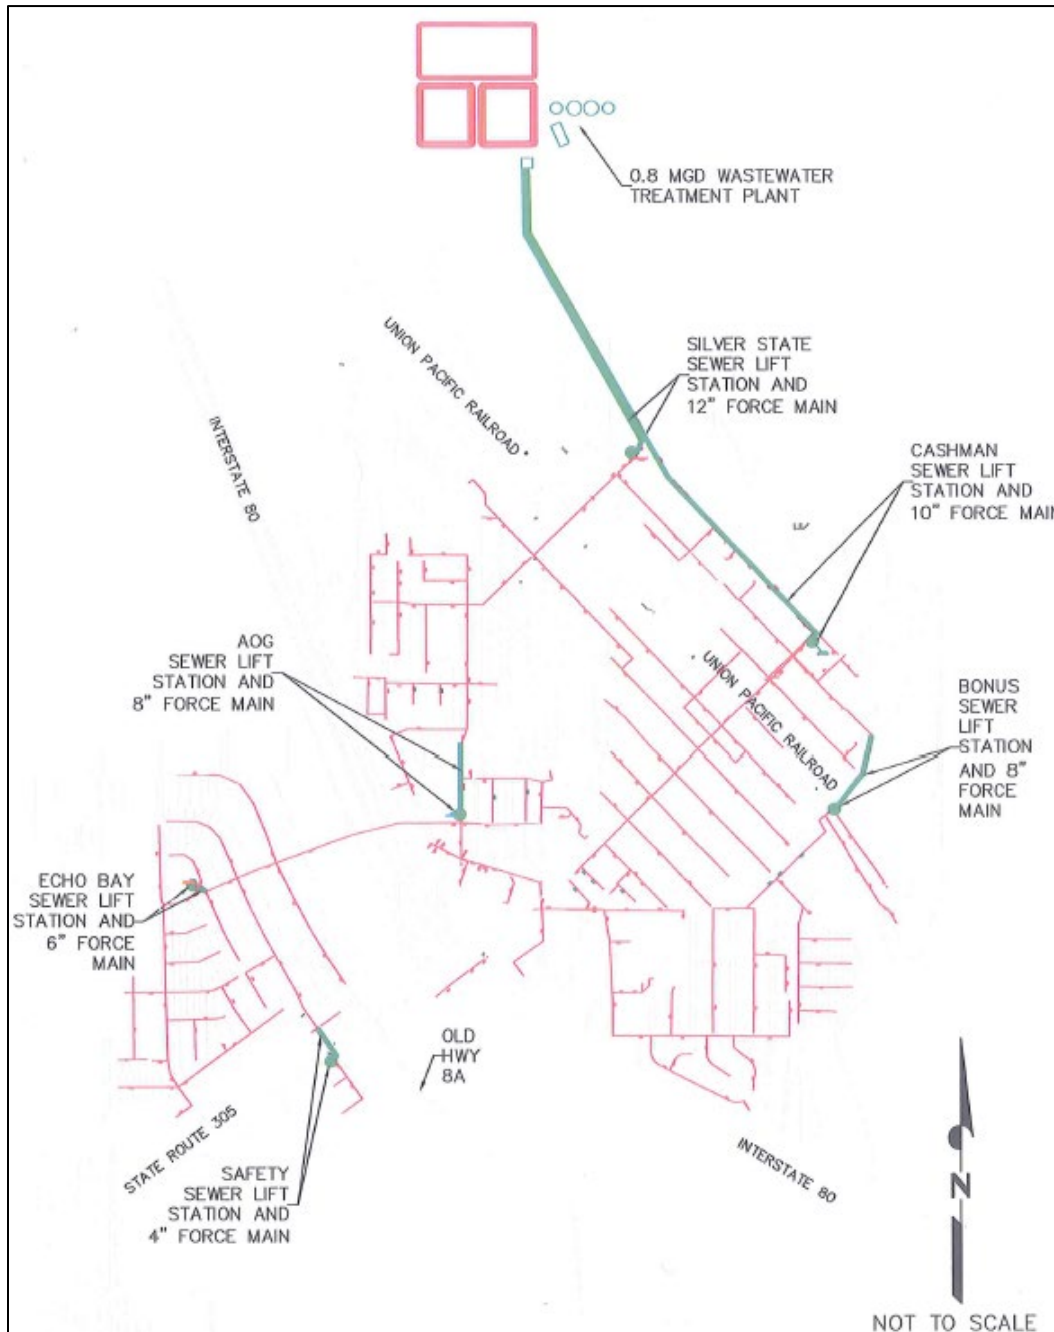 0.8 MGD WASTEWATER
TREATMENT PLANT
UNION PACIFIC RAILROAD
SILVER STATE
SEWER LIFT
STATION AND
12" FORCE MAIN
INTERSTATE 80
CASHMAN
SEWER LIFT
STATION AND
10" FORCE MAIN
AOG
SEWER LIFT
STATION AND
8" FORCE MAIN
UNION PACIFIC RAILROAD
BONUS
SEWER
LIFT
STATION
AND 8"
FORCE
MAIN
ECHO BAY
SEWER LIFT
STATION AND
6" FORCE
MAIN
OLD
HWY
8A
STATE ROUTE 305
SAFETY
SEWER LIFT
STATION AND
4" FORCE MAIN
INTERSTATE 80
N
NOT TO SCALE